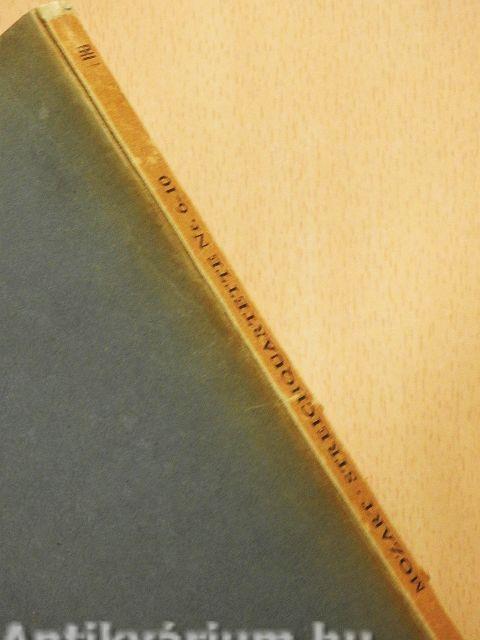 MOZART · STREICHQUARTETTE Nr. 6-10
Antikvárium.hu